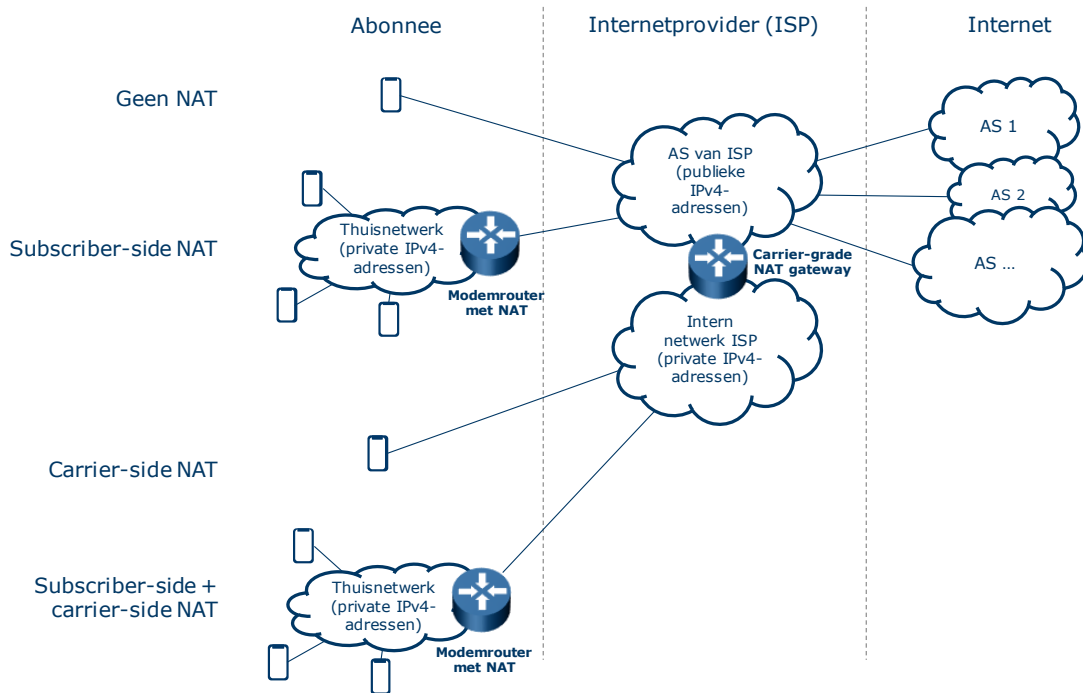 Abonnee
Internetprovider (ISP)
Internet
Geen NAT
AS van ISP
(publieke
IPv4-
adressen)
AS 1
AS 2
AS ...
Subscriber-side NAT
Thuisnetwerk
(private IPv4-
adressen)
Modemrouter
met NAT
Carrier-grade
NAT gateway
Intern
netwerk ISP
(private IPv4-
adressen)
Carrier-side NAT
Subscriber-side +
carrier-side NAT
Thuisnetwerk
(private IPv4-
adressen)
Modemrouter
met NAT